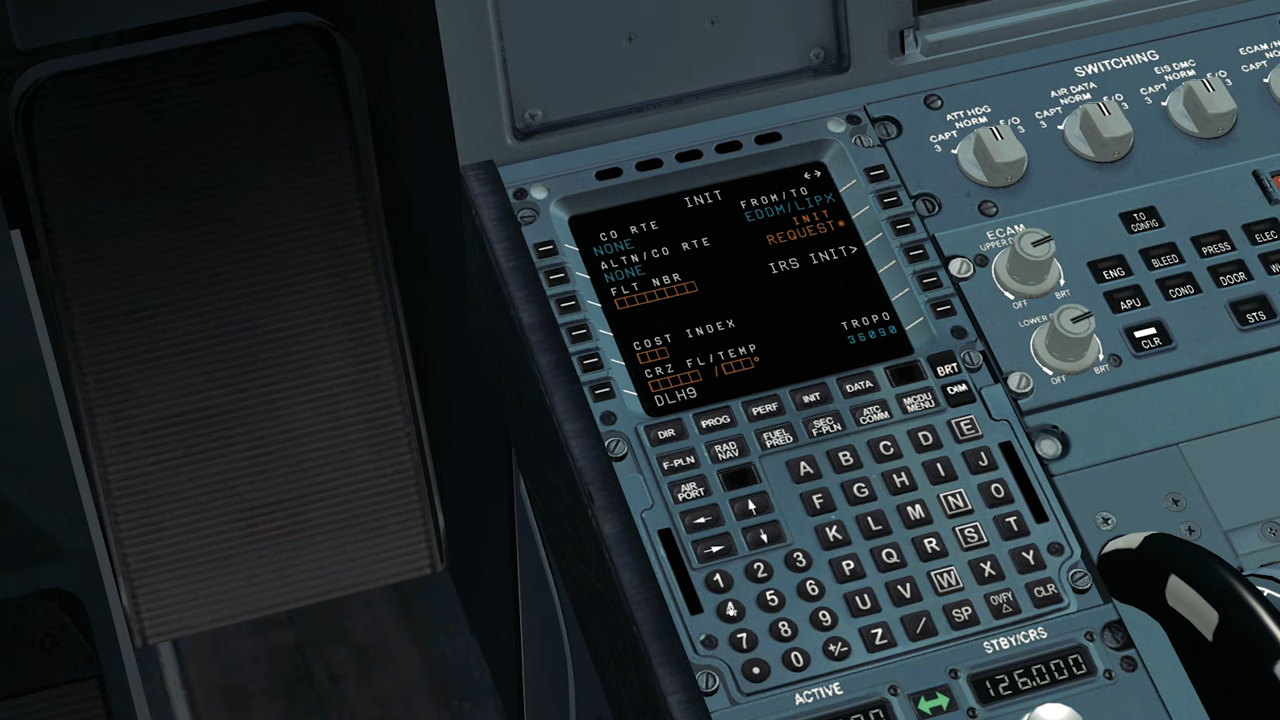 INIT
↔
CO RTE
FROM/TO
NONE
EDDM/LIPX
ALTN/CO RTE
INIT
NONE
REQUEST*
FLT NBR
IRS INIT>
COST INDEX
TROPO
36090
CRZ FL/TEMP
/ °
DLH9
BRT
DIM
DIR PROG PERF INIT DATA
F-PLN RAD NAV FUEL PRED SEC F-PLN ATC COMM MCDU MENU
AIR PORT
← ↑
→ ↓
A B C D E
F G H I J
K L M N O
P Q R S T
U V W X Y
Z / SP OVFY △ CLR
1 2 3
4 5 6
7 8 9
. 0 +/-
SWITCHING
ATT HDG
NORM
CAPT 3
F/O 3
AIR DATA
NORM
CAPT 3
F/O 3
EIS DMC
NORM
CAPT 3
F/O 3
CAPT
ECAM
OFF BRT
LOWER
OFF BRT
TO CONFIG
ENG BLEED PRESS ELEC
APU COND DOOR
CLR STS
ACTIVE
STBY/CRS
126.000